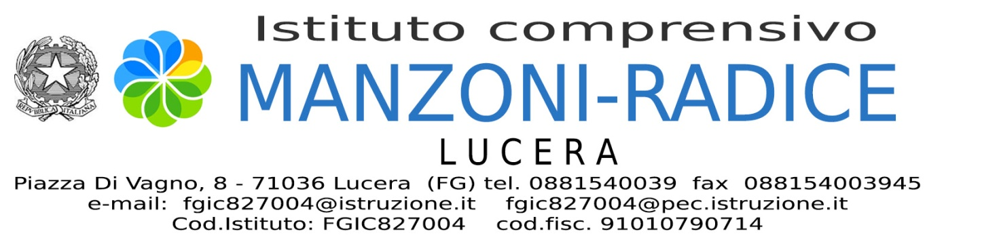 Istituto comprensivo
MANZONI-RADICE
LUCERA
REPVBBLICA ITALIANA
Piazza Di Vagno, 8 - 71036 Lucera (FG) tel. 0881540039 fax 088154003945
e-mail: fgic827004@istruzione.it fgic827004@pec.istruzione.it
Cod.Istituto: FGIC827004 cod.fisc. 91010790714